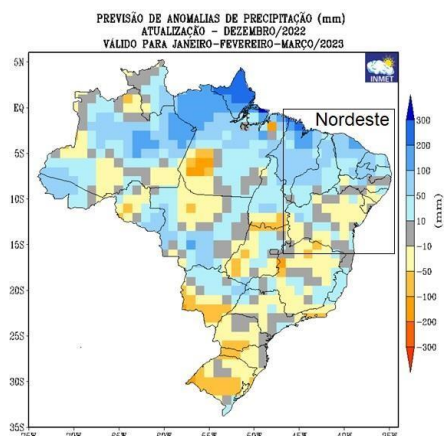 PREVISÃO DE ANOMALIAS DE PRECIPITAÇÃO (mm)
ATUALIZAÇÃO - DEZEMBRO/2022
VÁLIDO PARA JANEIRO-FEVEREIRO-MARÇO/2023
INMET
Nordeste
5N
EQ
5S
10S
15S
20S
25S
30S
35S
300
200
100
50
10
-10
-50
-100
-200
-300
(mm)